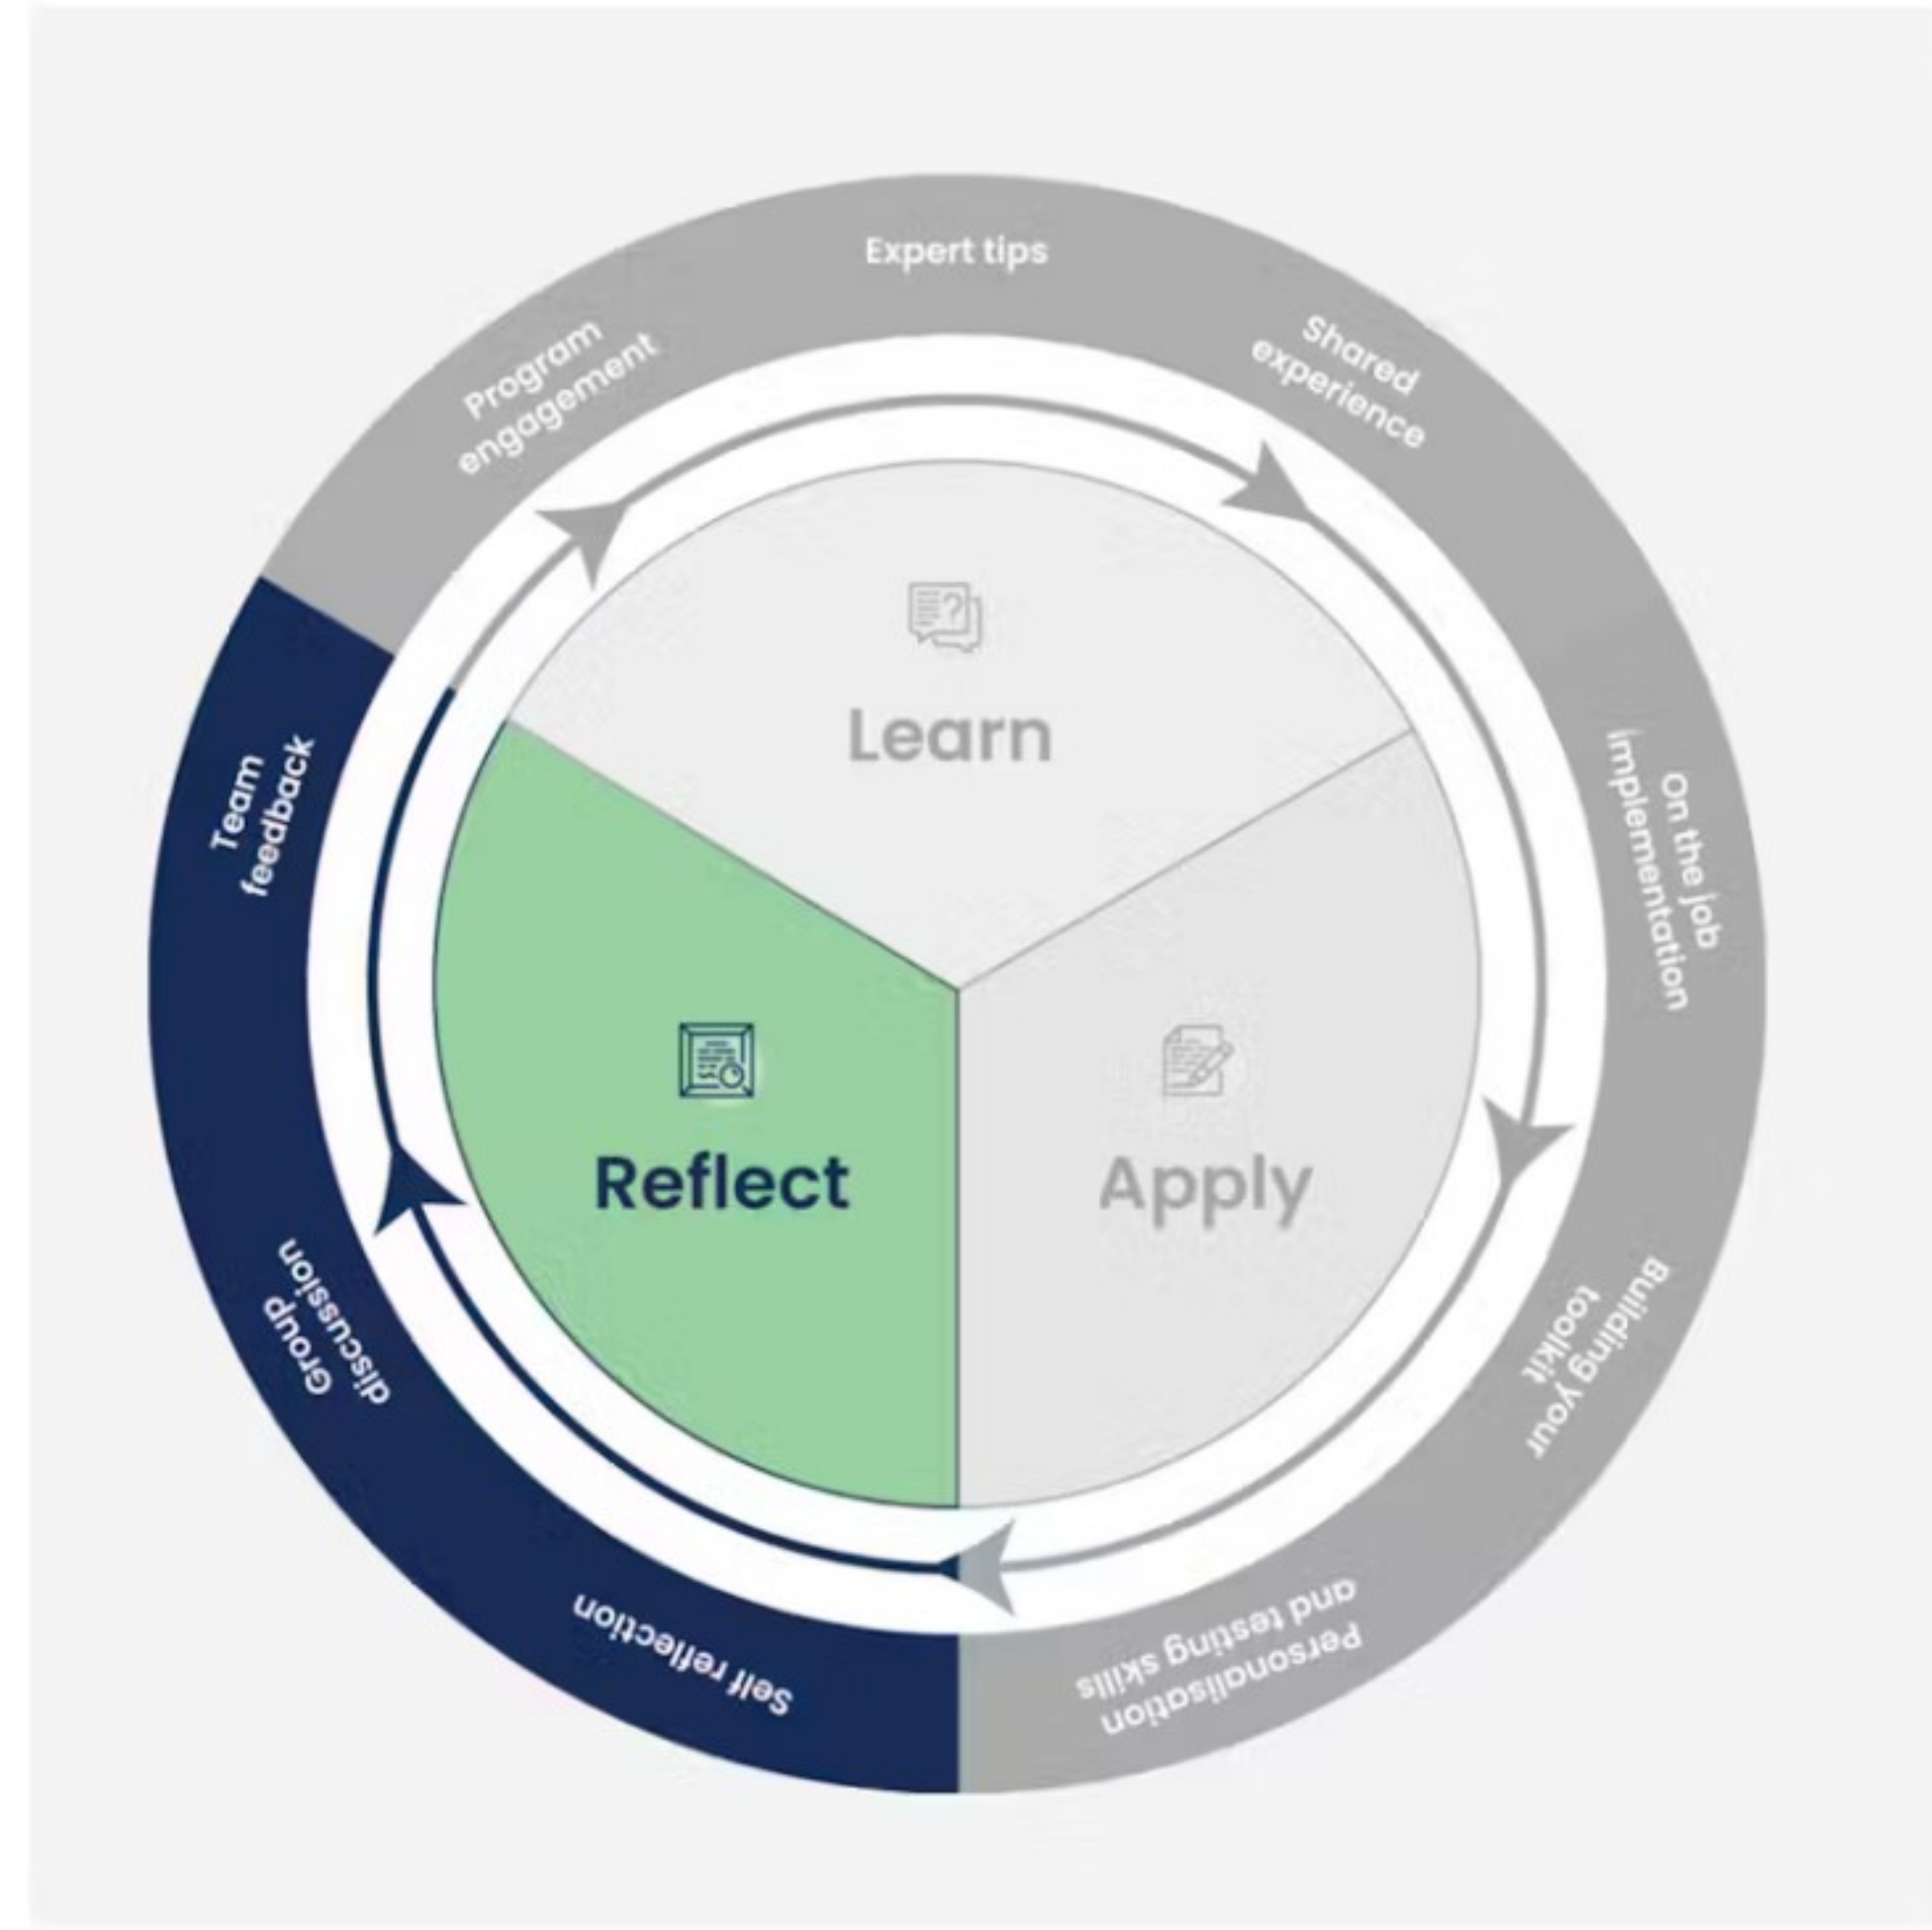 Expert tips
Shared
experience
On the job
implementation
Building your
toolkit
Personalisation
and testing skills
Self reflection
Group
discussion
Team
feedback
Program
engagement
Learn
Apply
Reflect